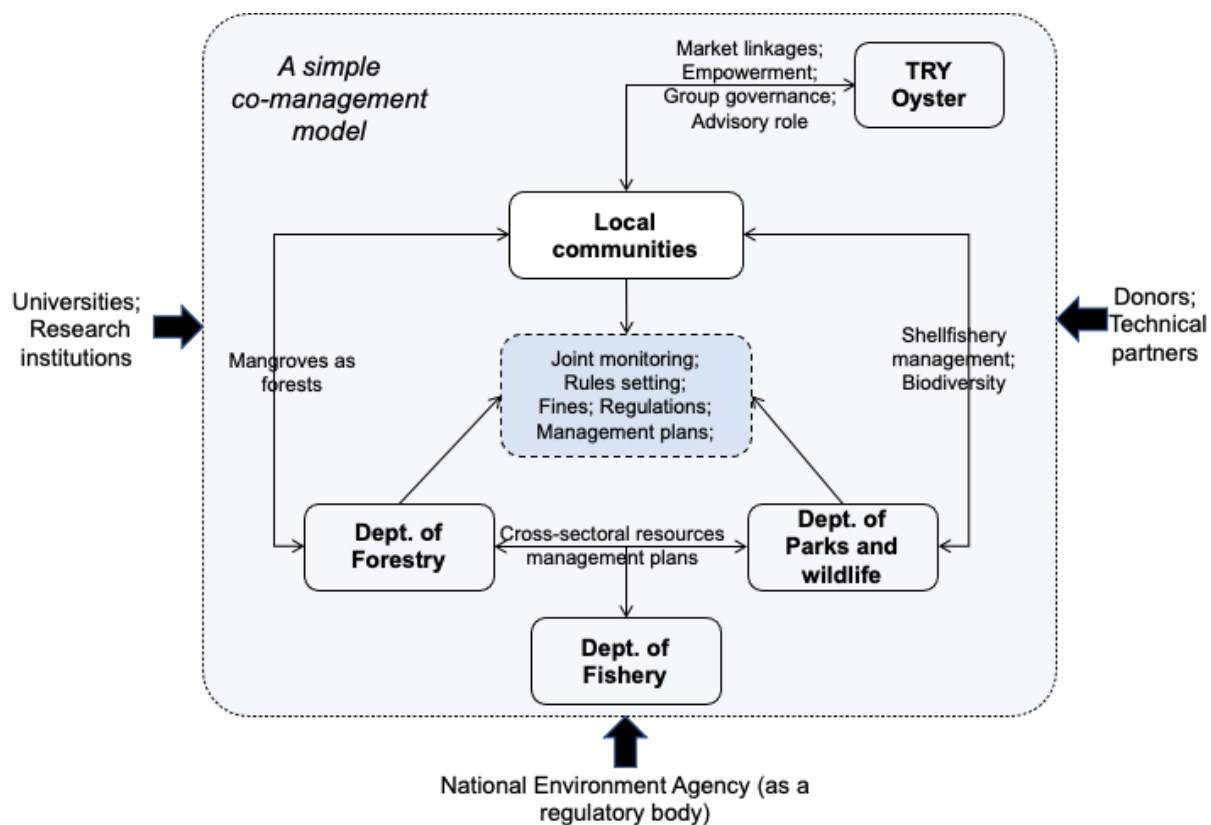 A simple
co-management
model
Market linkages;
Empowerment;
Group governance;
Advisory role
TRY
Oyster
Local
communities
Universities;
Research
institutions
Donors;
Technical
partners
Mangroves as
forests
Joint monitoring;
Rules setting;
Fines; Regulations;
Management plans;
Shellfishery
management;
Biodiversity
Dept. of
Forestry
Cross-sectoral resources
management plans
Dept. of
Parks and
wildlife
Dept. of
Fishery
National Environment Agency (as a
regulatory body)